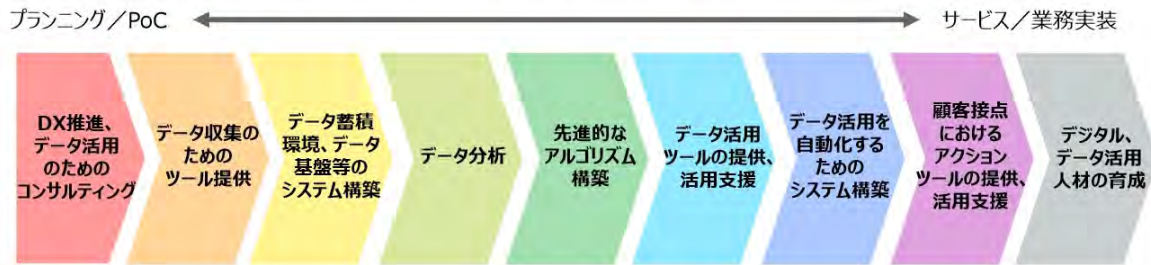 プランニング／PoC
サービス／業務実装
DX推進、
データ活用
のための
コンサルティング
データ収集の
ための
ツール提供
データ蓄積
環境、データ
基盤等の
システム構築
データ分析
先進的な
アルゴリズム
構築
データ活用
ツールの提供、
活用支援
データ活用を
自動化する
ための
システム構築
顧客接点
における
アクション
ツールの提供、
活用支援
デジタル、
データ活用
人材の育成